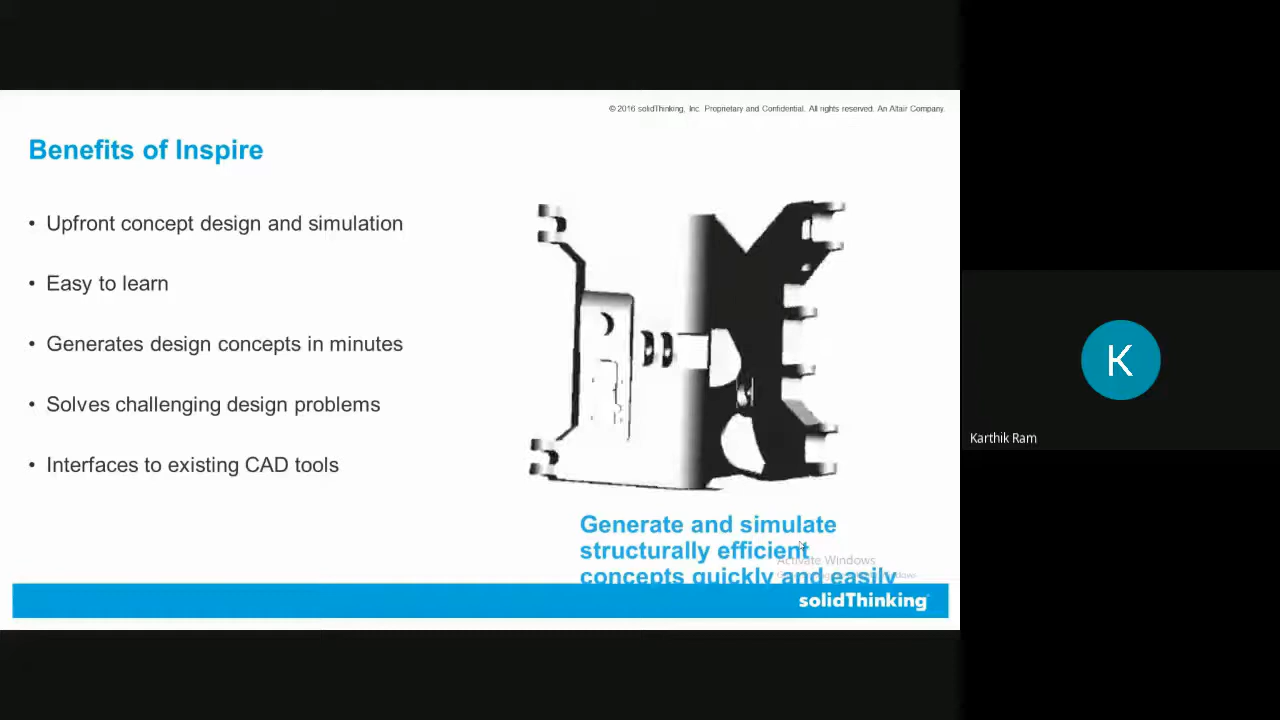 © 2016 solidThinking, Inc. Proprietary and Confidential. All rights reserved. An Altair Company.
Benefits of Inspire
• Upfront concept design and simulation
• Easy to learn
• Generates design concepts in minutes
• Solves challenging design problems
• Interfaces to existing CAD tools
K
Karthik Ram
Generate and simulate
structurally efficient
concepts quickly and easily
Activate Windows
solidThinking